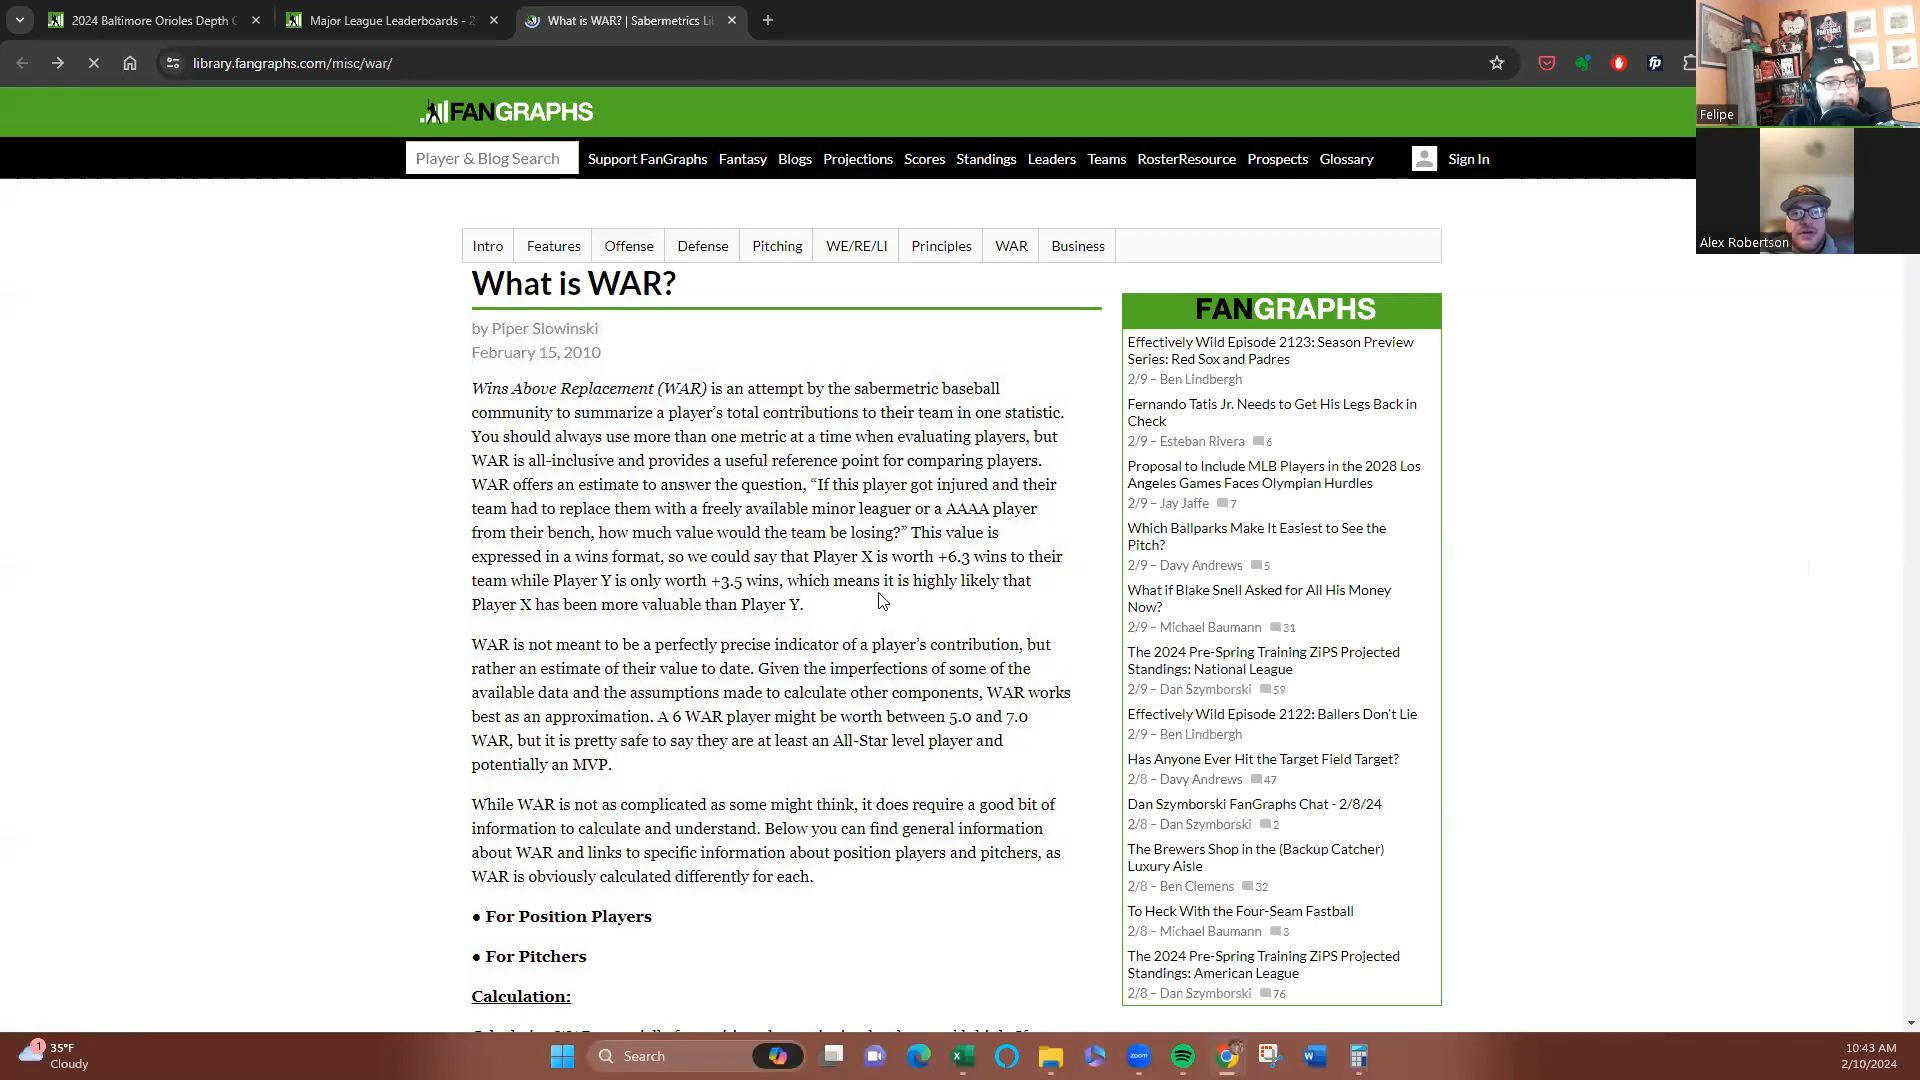 2024 Baltimore Orioles Depth C
Major League Leaderboards - 2
What is WAR? | Sabermetrics Li
library.fangraphs.com/misc/war/
FANGRAPHS
Player & Blog Search
Support FanGraphs Fantasy Blogs Projections Scores Standings Leaders Teams RosterResource Prospects Glossary Sign In
Intro Features Offense Defense Pitching WE/RE/LI Principles WAR Business
What is WAR?
by Piper Slowinski
February 15, 2010
Wins Above Replacement (WAR) is an attempt by the sabermetric baseball
community to summarize a player's total contributions to their team in one statistic.
You should always use more than one metric at a time when evaluating players, but
WAR is all-inclusive and provides a useful reference point for comparing players.
WAR offers an estimate to answer the question, “If this player got injured and their
team had to replace them with a freely available minor leaguer or a AAAA player
from their bench, how much value would the team be losing?” This value is
expressed in a wins format, so we could say that Player X is worth +6.3 wins to their
team while Player Y is only worth +3.5 wins, which means it is highly likely that
Player X has been more valuable than Player Y.
WAR is not meant to be a perfectly precise indicator of a player's contribution, but
rather an estimate of their value to date. Given the imperfections of some of the
available data and the assumptions made to calculate other components, WAR works
best as an approximation. A 6 WAR player might be worth between 5.0 and 7.0
WAR, but it is pretty safe to say they are at least an All-Star level player and
potentially an MVP.
While WAR is not as complicated as some might think, it does require a good bit of
information to calculate and understand. Below you can find general information
about WAR and links to specific information about position players and pitchers, as
WAR is obviously calculated differently for each.
● For Position Players
● For Pitchers
Calculation:
FANGRAPHS
Effectively Wild Episode 2123: Season Preview
Series: Red Sox and Padres
2/9 – Ben Lindbergh
Fernando Tatis Jr. Needs to Get His Legs Back in
Check
2/9 – Esteban Rivera 6
Proposal to Include MLB Players in the 2028 Los
Angeles Games Faces Olympian Hurdles
2/9 – Jay Jaffe 7
Which Ballparks Make It Easiest to See the
Pitch?
2/9 – Davy Andrews 5
What if Blake Snell Asked for All His Money
Now?
2/9 – Michael Baumann 31
The 2024 Pre-Spring Training ZiPS Projected
Standings: National League
2/9 – Dan Szymborski 59
Effectively Wild Episode 2122: Ballers Don't Lie
2/9 – Ben Lindbergh
Has Anyone Ever Hit the Target Field Target?
2/8 – Davy Andrews 47
Dan Szymborski FanGraphs Chat - 2/8/24
2/8 – Dan Szymborski 2
The Brewers Shop in the (Backup Catcher)
Luxury Aisle
2/8 – Ben Clemens 32
To Heck With the Four-Seam Fastball
2/8 – Michael Baumann 3
The 2024 Pre-Spring Training ZiPS Projected
Standings: American League
2/8 – Dan Szymborski 76
Felipe
Alex Robertson
1
35°F
Cloudy
Search
zoom
10:43 AM
2/10/2024